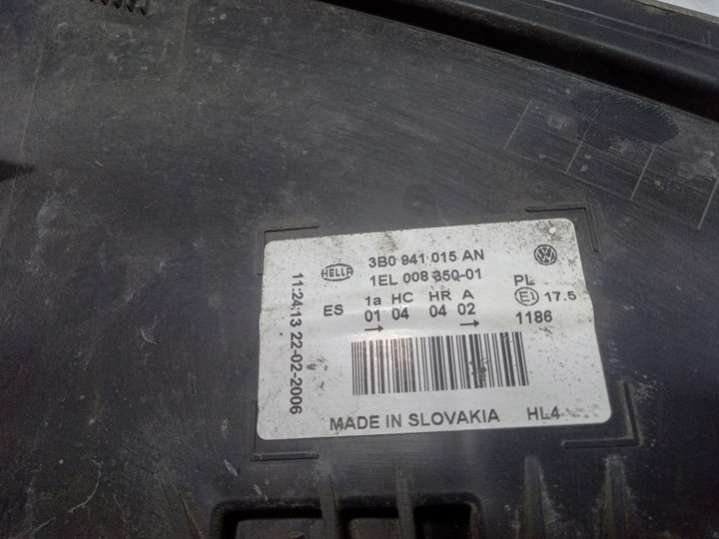 HELLA
3B0 941 015 AN
1EL 008 350-01
PL
ES 1a HC HR A E1 17.5
01 04 04 02 1186
MADE IN SLOVAKIA HL4
11:24:13 22-02-2006